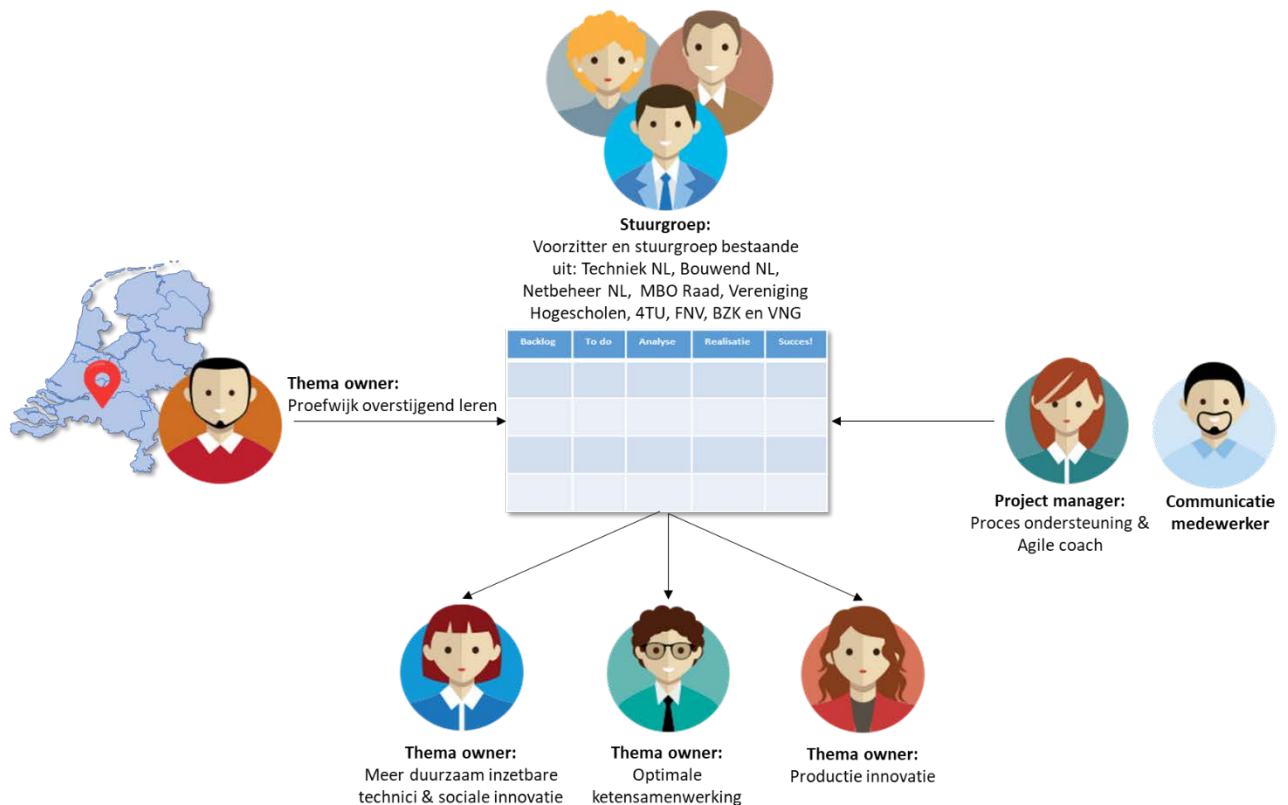 Stuurgroep:
Voorzitter en stuurgroep bestaande
uit: Techniek NL, Bouwend NL,
Netbeheer NL, MBO Raad, Vereniging
Hogescholen, 4TU, FNV, BZK en VNG
Backlog To do Analyse Realisatie Succes!
Thema owner:
Proefwijk overstijgend leren
Project manager:
Proces ondersteuning &
Agile coach
Communicatie
medewerker
Thema owner:
Meer duurzaam inzetbare
technici & sociale innovatie
Thema owner:
Optimale
ketensamenwerking
Thema owner:
Productie innovatie